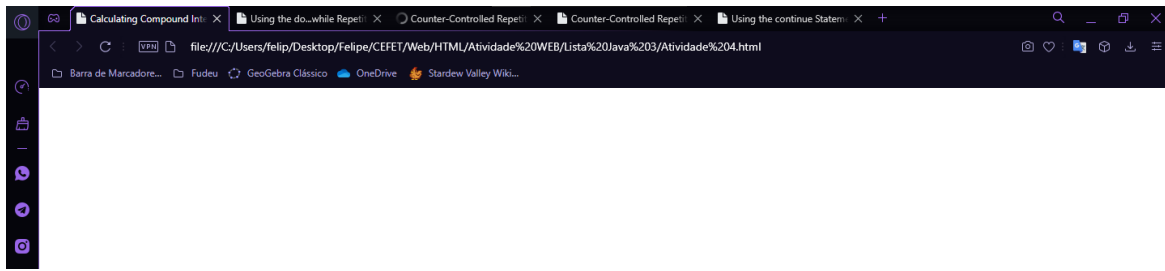 Calculating Compound Inte Using the do...while Repetit Counter-Controlled Repetit Counter-Controlled Repetit Using the continue Stateme
VPN file:///C:/Users/felip/Desktop/Felipe/CEFET/Web/HTML/Atividade%20WEB/Lista%20Java%203/Atividade%204.html
Barra de Marcadore... Fudeu GeoGebra Clássico OneDrive Stardew Valley Wiki...